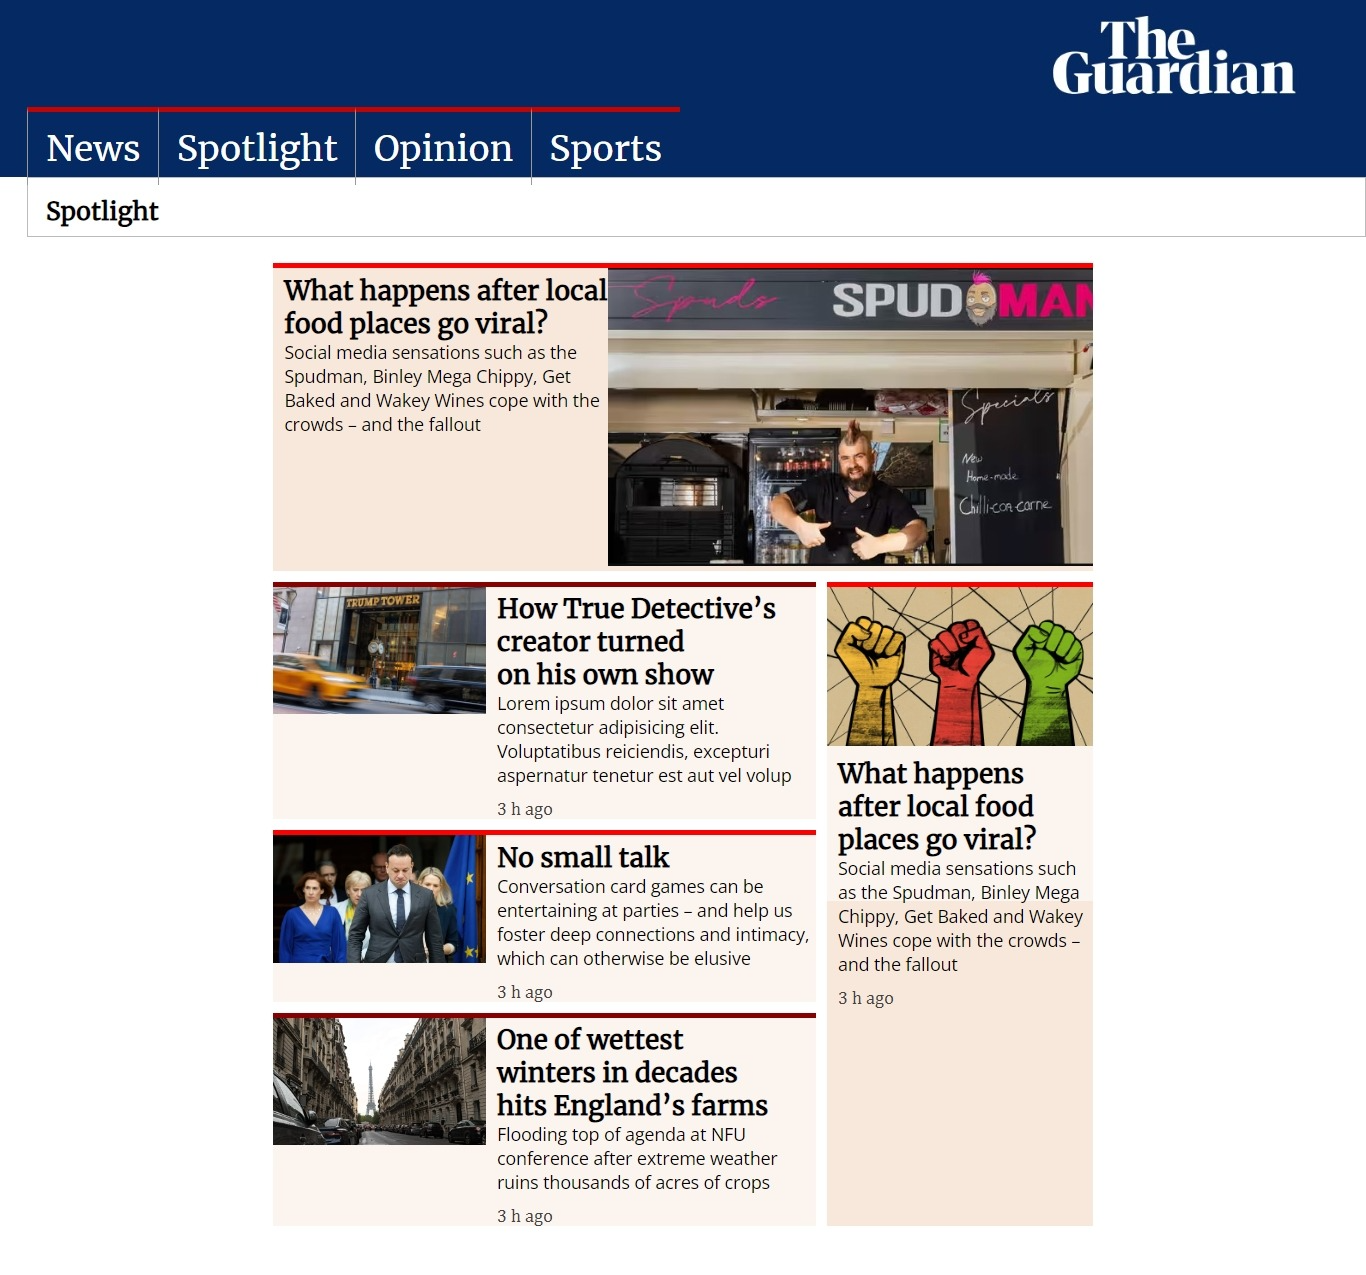 The
Guardian
News
Spotlight
Opinion
Sports
Spotlight
What happens after local
food places go viral?
Social media sensations such as the
Spudman, Binley Mega Chippy, Get
Baked and Wakey Wines cope with the
crowds – and the fallout
Spuds
SPUD MAN
Specials
New
Home-made
Chilli-con-carne
TRUMP TOWER
How True Detective’s
creator turned
on his own show
Lorem ipsum dolor sit amet
consectetur adipisicing elit.
Voluptatibus reiciendis, excepturi
aspernatur tenetur est aut vel volup
3 h ago
No small talk
Conversation card games can be
entertaining at parties – and help us
foster deep connections and intimacy,
which can otherwise be elusive
3 h ago
One of wettest
winters in decades
hits England’s farms
Flooding top of agenda at NFU
conference after extreme weather
ruins thousands of acres of crops
3 h ago
What happens
after local food
places go viral?
Social media sensations such
as the Spudman, Binley Mega
Chippy, Get Baked and Wakey
Wines cope with the crowds –
and the fallout
3 h ago